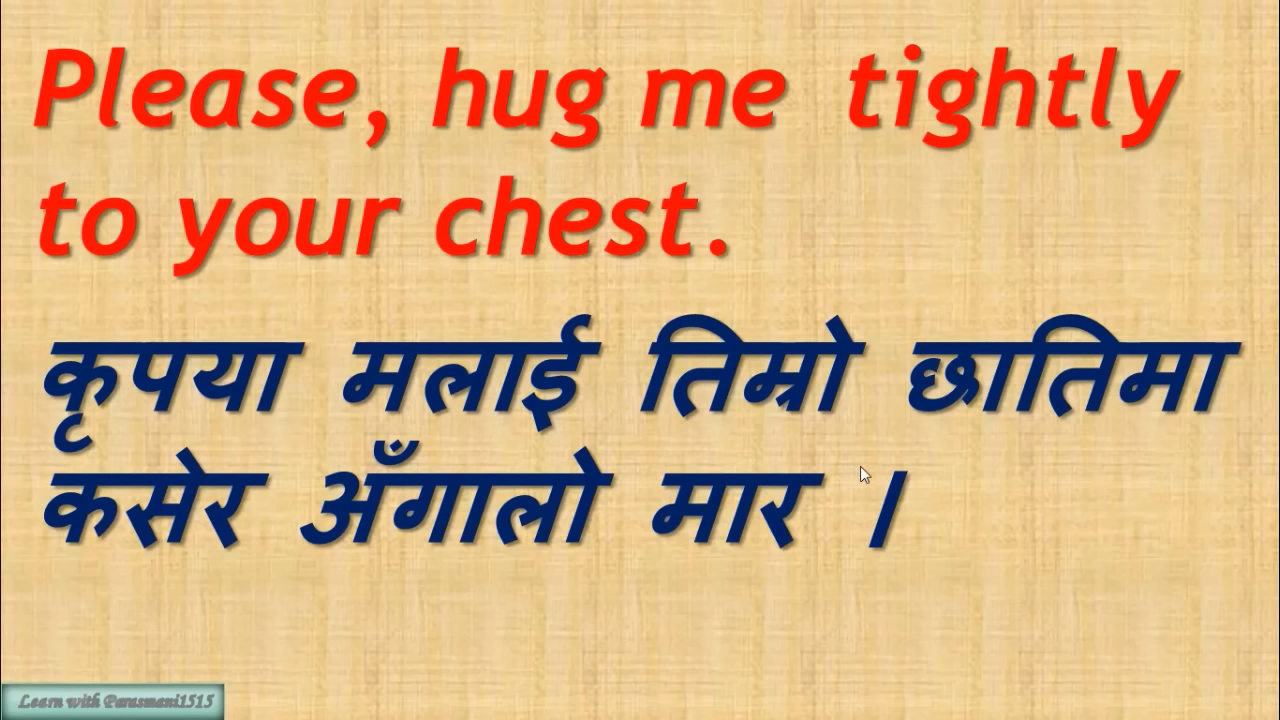 Please, hug me tightly
to your chest.
कृपया मलाई तिम्रो छातिमा
कसेर अँगालो मार ।
Learn with Parasmani1515